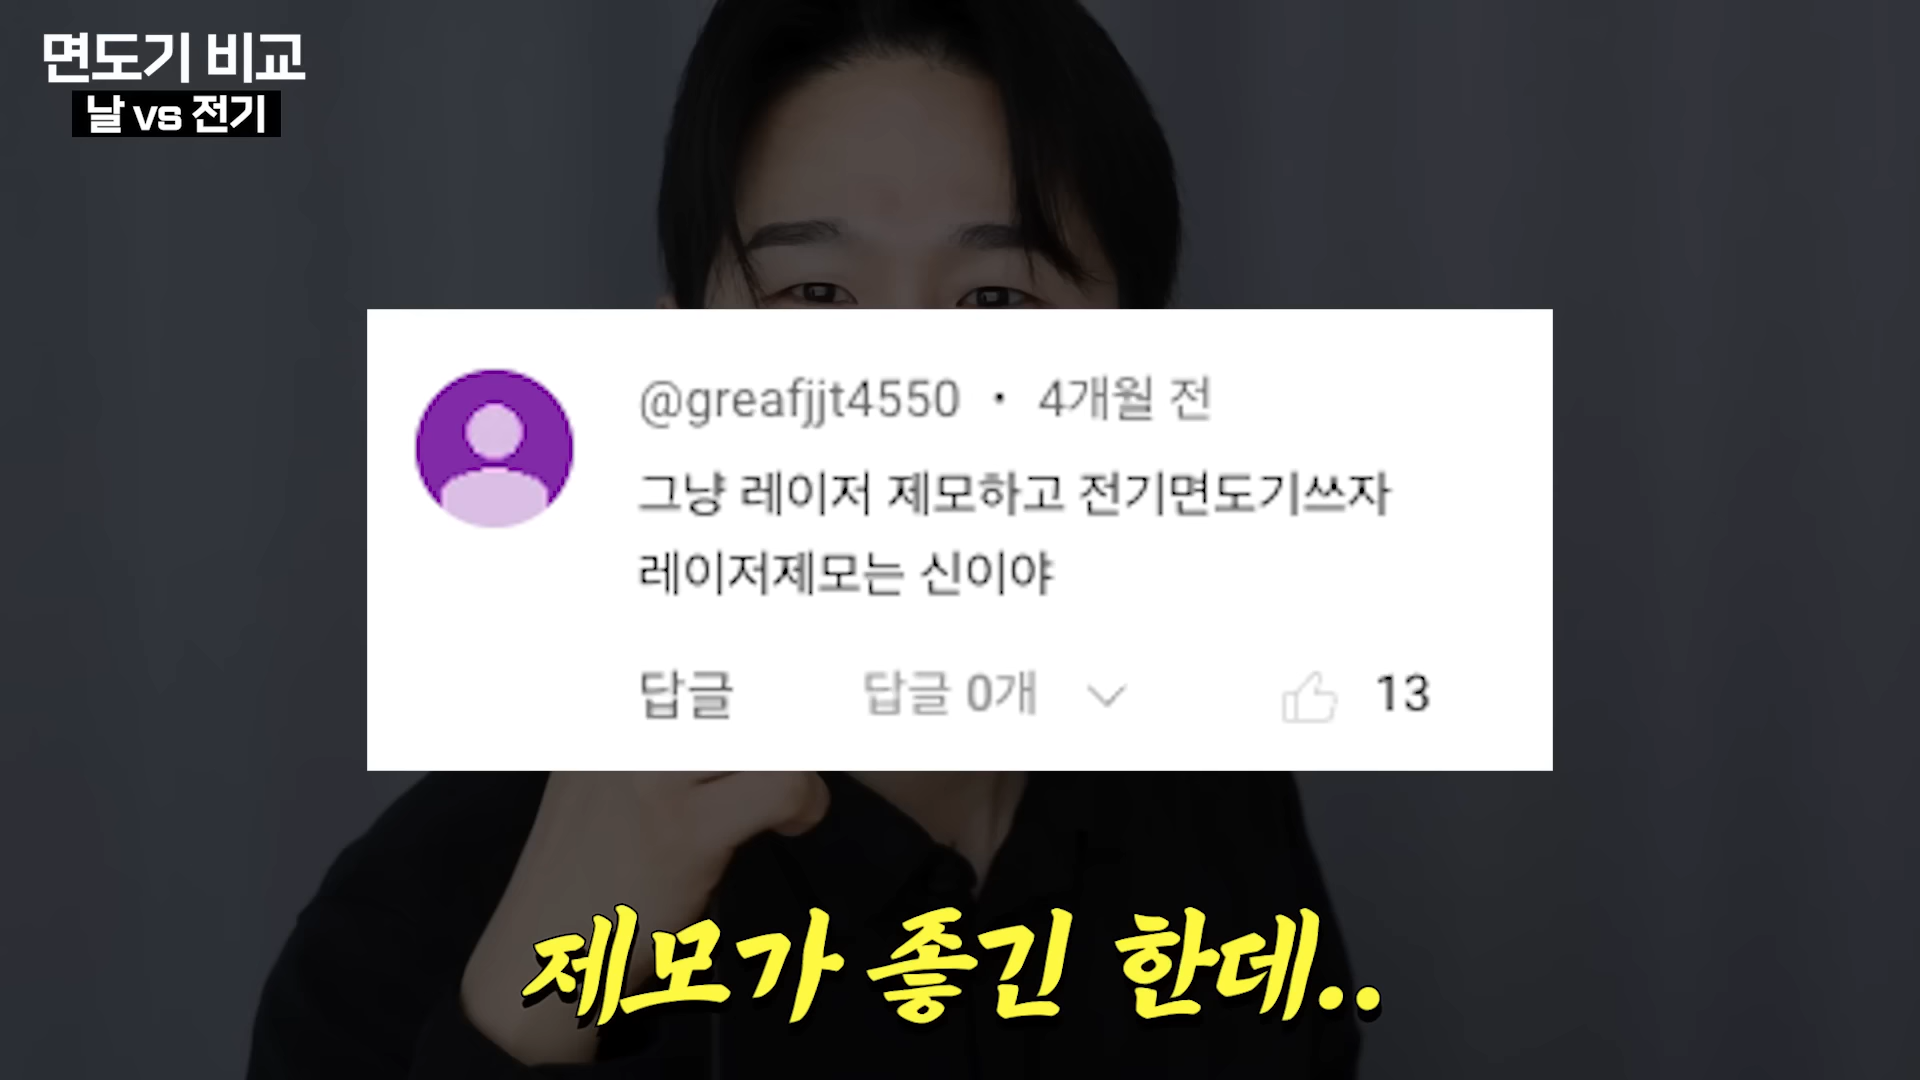 면도기 비교
날 vs 전기
@greafjjt4550 · 4개월 전
그냥 레이저 제모하고 전기면도기쓰자
레이저제모는 신이야
답글 답글 0개 13
제모가 좋긴 한데..